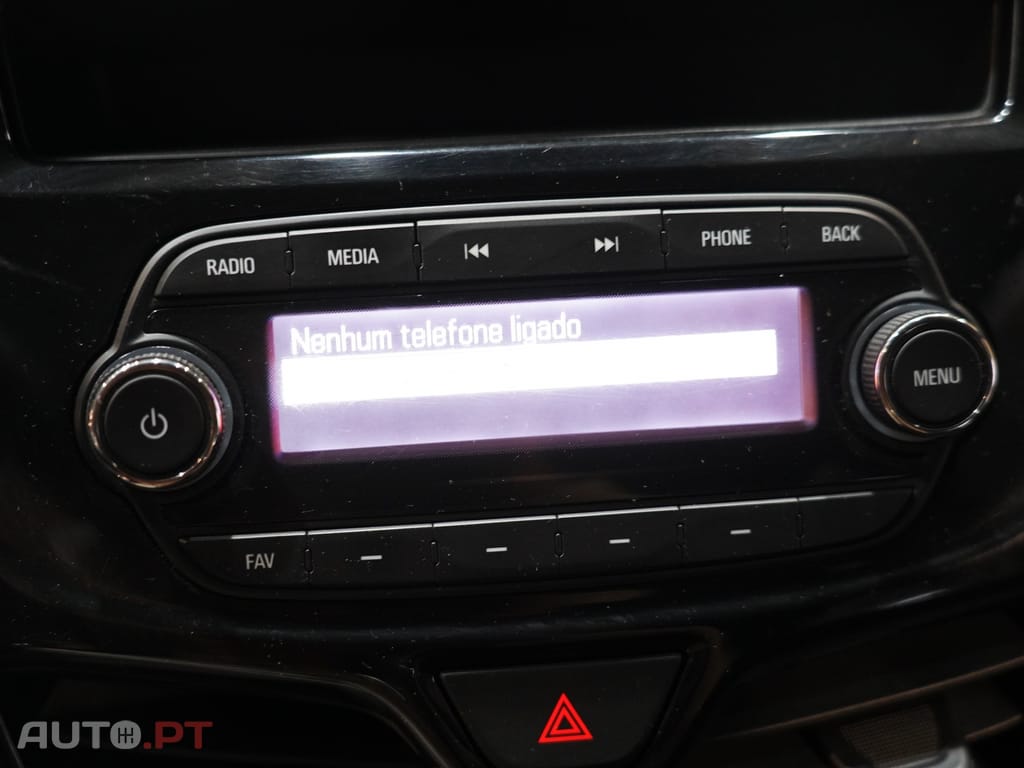 RADIO
MEDIA
PHONE
BACK
Nenhum telefone ligado
MENU
FAV
AUTO.PT